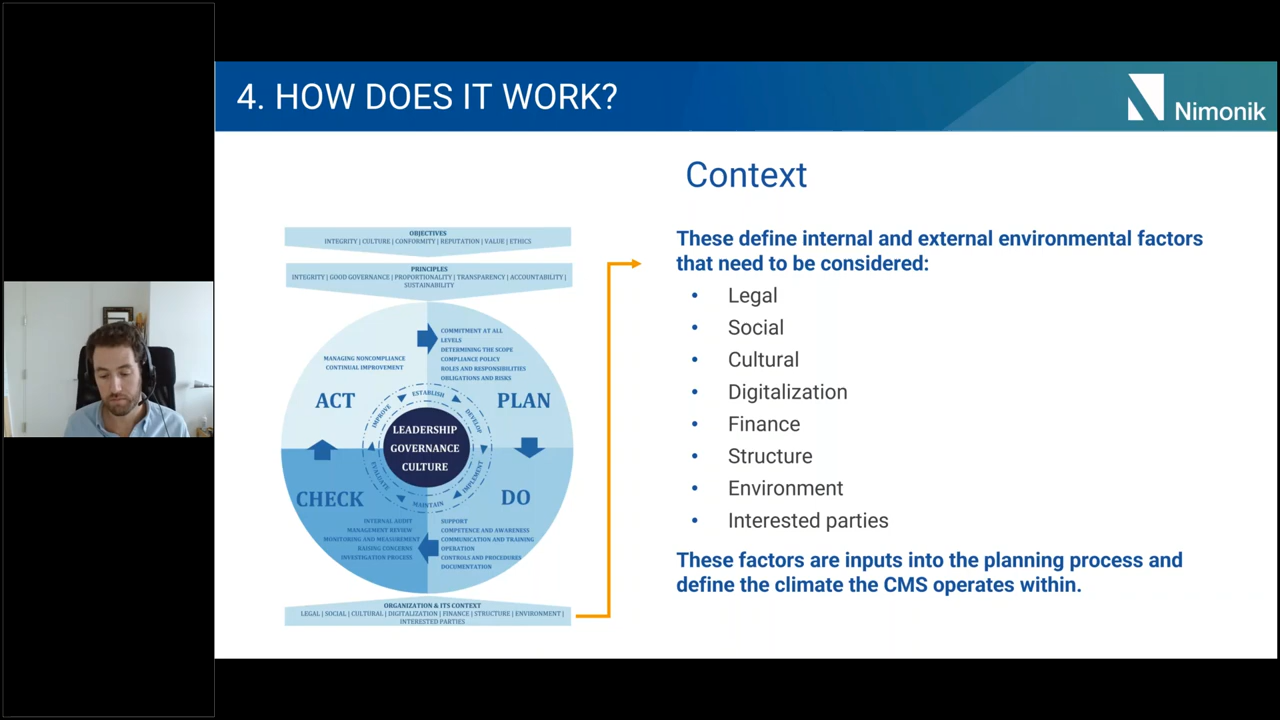 4. HOW DOES IT WORK?
Nimonik
Context
OBJECTIVES
INTEGRITY | CULTURE | CONFORMITY | REPUTATION | VALUE | ETHICS
PRINCIPLES
INTEGRITY | GOOD GOVERNANCE | PROPORTIONALITY | TRANSPARENCY | ACCOUNTABILITY |
SUSTAINABILITY
MANAGING NONCOMPLIANCE
CONTINUAL IMPROVEMENT
ACT
COMMITMENT AT ALL
LEVELS
DETERMINING THE SCOPE
COMPLIANCE POLICY
ROLES AND RESPONSIBILITIES
OBLIGATIONS AND RISKS
PLAN
ESTABLISH
DEVELOP
IMPLEMENT
MAINTAIN
EVALUATE
IMPROVE
LEADERSHIP
GOVERNANCE
CULTURE
CHECK
INTERNAL AUDIT
MANAGEMENT REVIEW
MONITORING AND MEASUREMENT
RAISING CONCERNS
INVESTIGATION PROCESS
DO
SUPPORT
COMPETENCE AND AWARENESS
COMMUNICATION AND TRAINING
OPERATION
CONTROLS AND PROCEDURES
DOCUMENTATION
ORGANIZATION & ITS CONTEXT
LEGAL | SOCIAL | CULTURAL | DIGITALIZATION | FINANCE | STRUCTURE | ENVIRONMENT |
INTERESTED PARTIES
These define internal and external environmental factors
that need to be considered:
• Legal
• Social
• Cultural
• Digitalization
• Finance
• Structure
• Environment
• Interested parties
These factors are inputs into the planning process and
define the climate the CMS operates within.